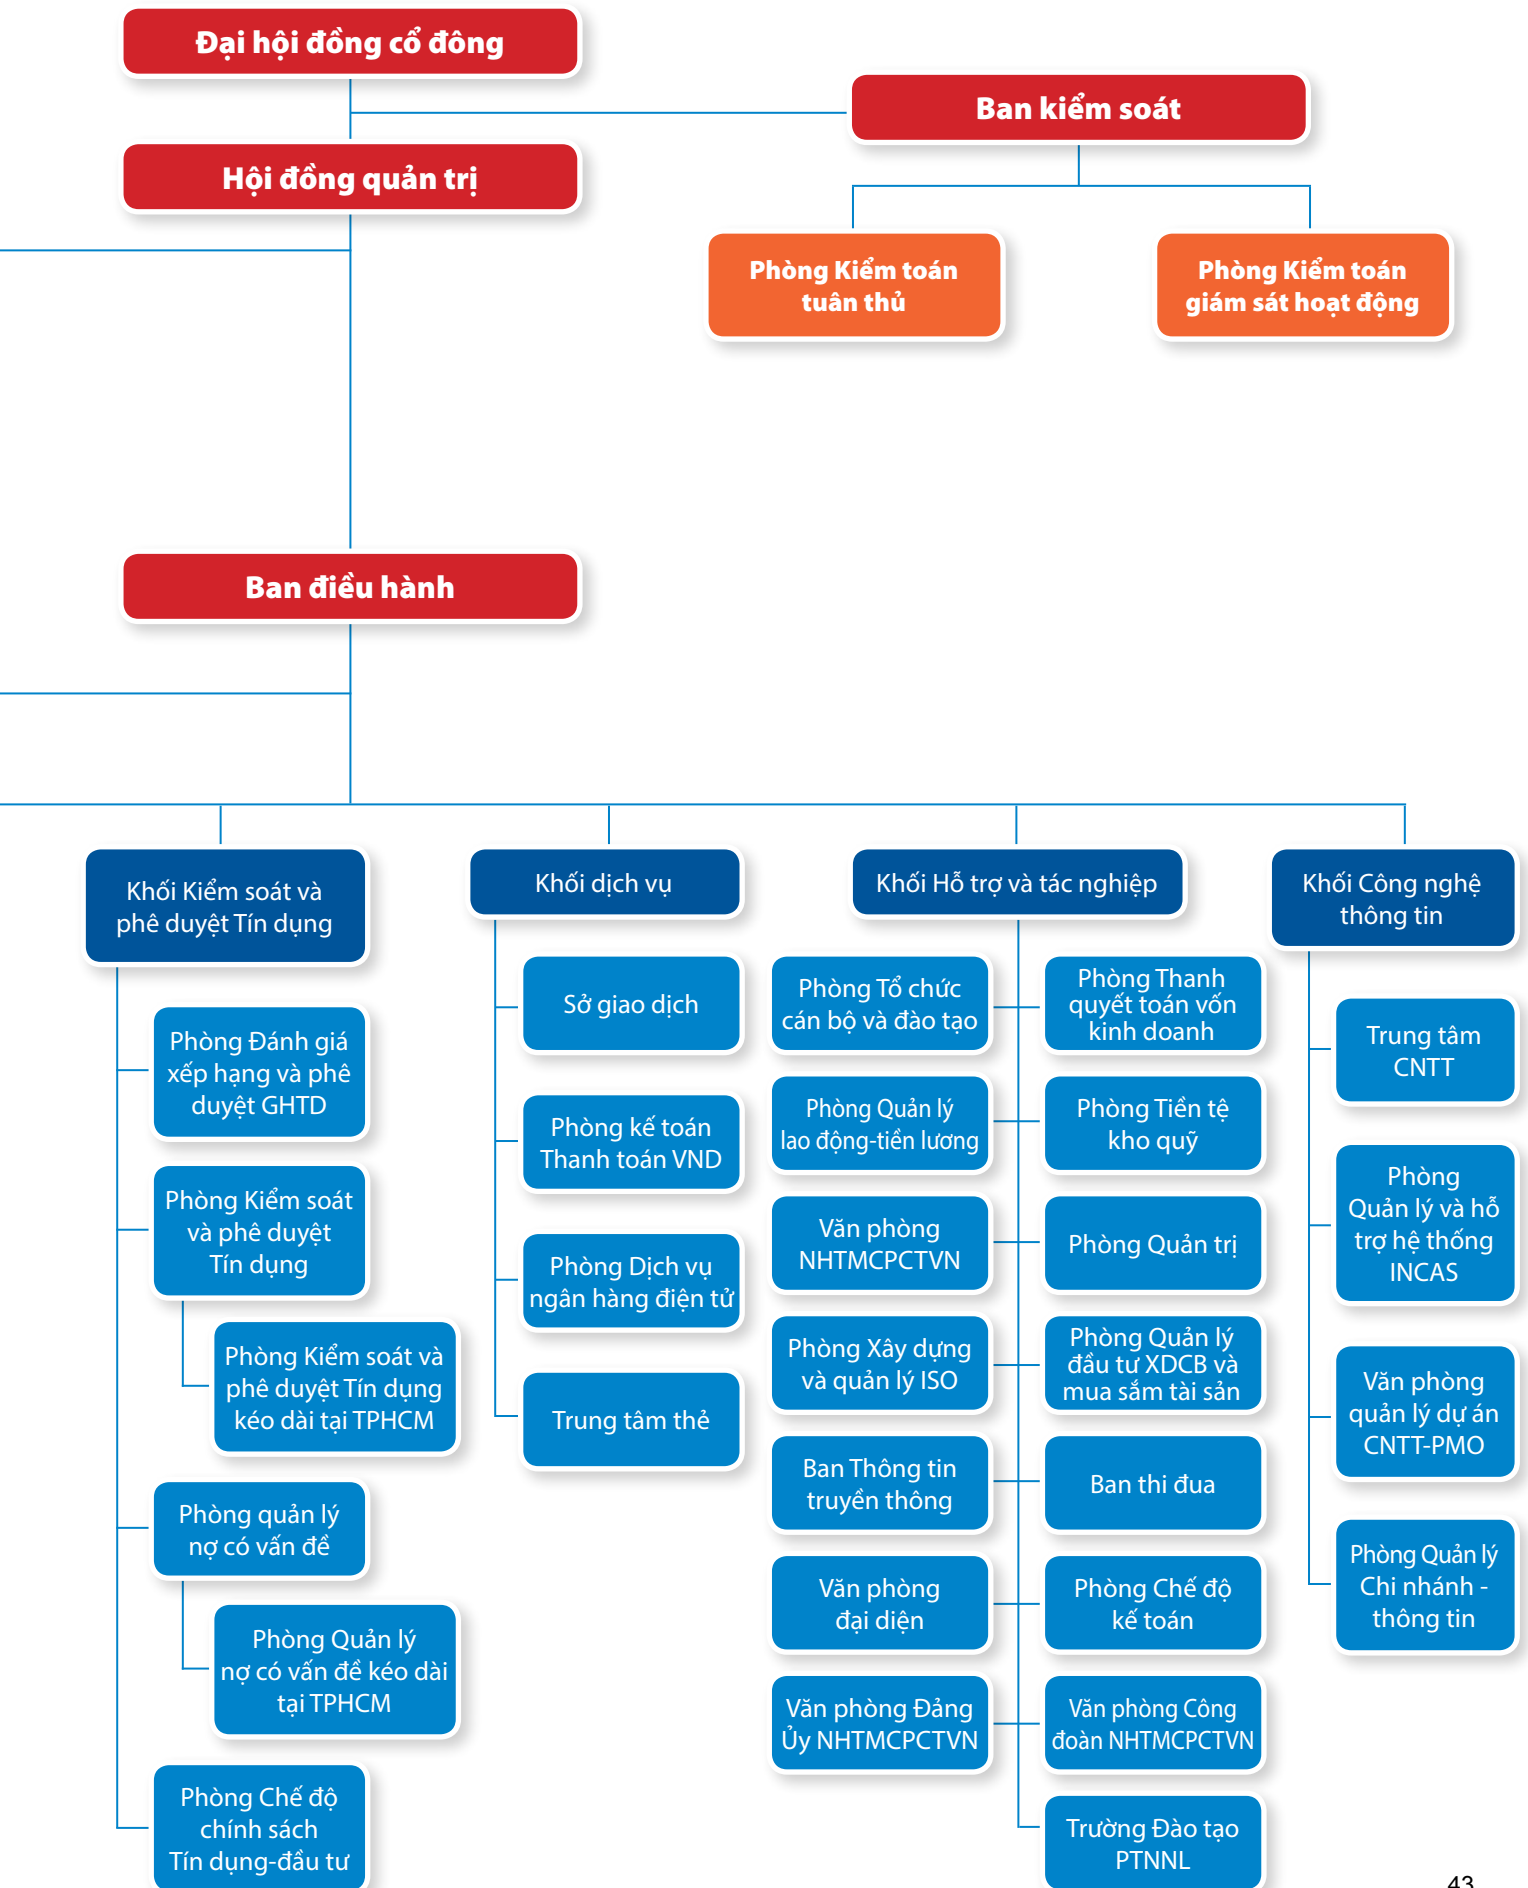 Đại hội đồng cổ đông
Ban kiểm soát
Hội đồng quản trị
Phòng Kiểm toán
tuân thủ
Phòng Kiểm toán
giám sát hoạt động
Ban điều hành
Khối Kiểm soát và
phê duyệt Tín dụng
Phòng Đánh giá
xếp hạng và phê
duyệt GHTD
Phòng Kiểm soát
và phê duyệt
Tín dụng
Phòng Kiểm soát và
phê duyệt Tín dụng
kéo dài tại TPHCM
Phòng quản lý
nợ có vấn đề
Phòng Quản lý
nợ có vấn đề kéo dài
tại TPHCM
Phòng Chế độ
chính sách
Tín dụng-đầu tư
Khối dịch vụ
Sở giao dịch
Phòng kế toán
Thanh toán VND
Phòng Dịch vụ
ngân hàng điện tử
Trung tâm thẻ
Khối Hỗ trợ và tác nghiệp
Phòng Tổ chức
cán bộ và đào tạo
Phòng Thanh
quyết toán vốn
kinh doanh
Phòng Quản lý
lao động-tiền lương
Phòng Tiền tệ
kho quỹ
Văn phòng
NHTMCPCTVN
Phòng Quản trị
Phòng Xây dựng
và quản lý ISO
Phòng Quản lý
đầu tư XDCB và
mua sắm tài sản
Ban Thông tin
truyền thông
Ban thi đua
Văn phòng
đại diện
Phòng Chế độ
kế toán
Văn phòng Đảng
Ủy NHTMCPCTVN
Văn phòng Công
đoàn NHTMCPCTVN
Trường Đào tạo
PTNNL
Khối Công nghệ
thông tin
Trung tâm
CNTT
Phòng
Quản lý và hỗ
trợ hệ thống
INCAS
Văn phòng
quản lý dự án
CNTT-PMO
Phòng Quản lý
Chi nhánh -
thông tin
43